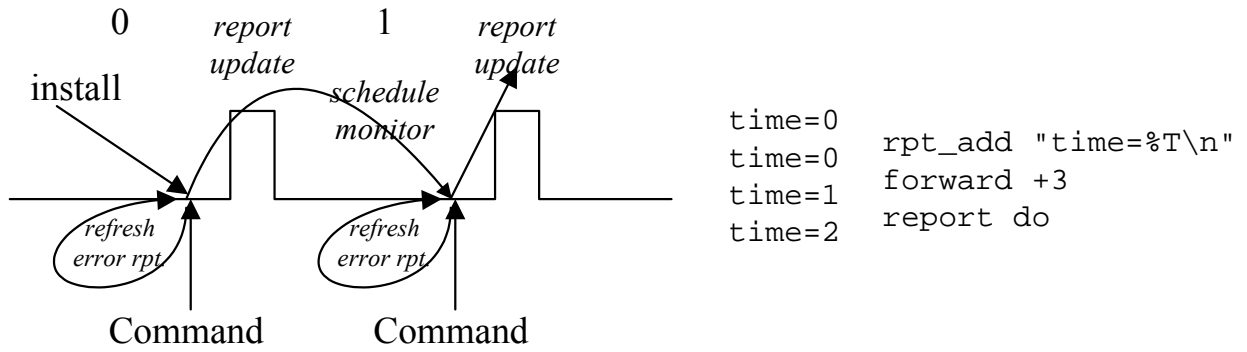 0
report
update
1
report
update
install
schedule
monitor
refresh
error rpt.
refresh
error rpt.
Command
Command
time=0
time=0
time=1
time=2
rpt_add "time=%T\n"
forward +3
report do